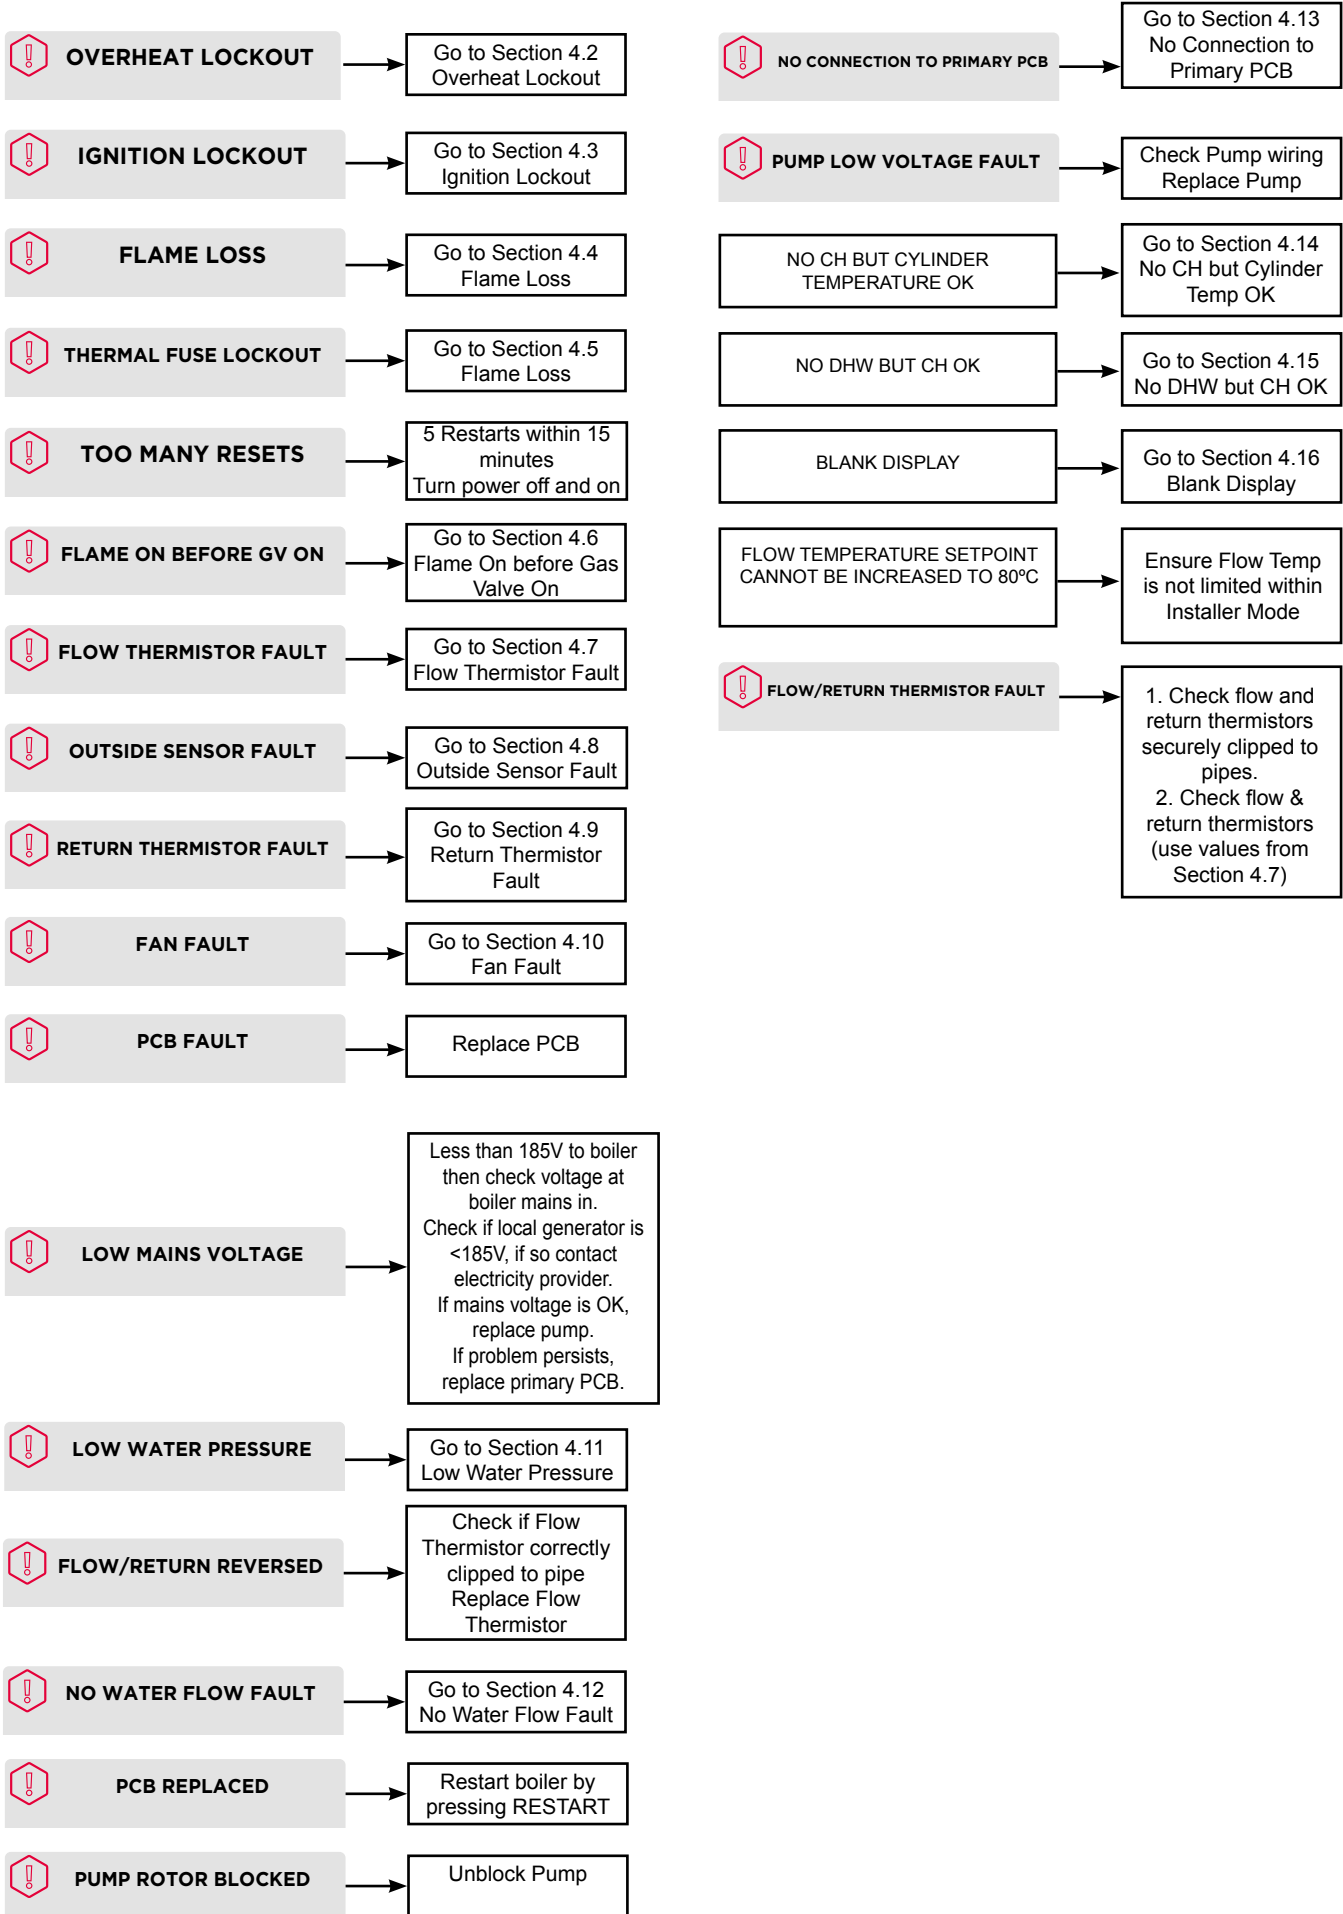 OVERHEAT LOCKOUT
Go to Section 4.2
Overheat Lockout
IGNITION LOCKOUT
Go to Section 4.3
Ignition Lockout
FLAME LOSS
Go to Section 4.4
Flame Loss
THERMAL FUSE LOCKOUT
Go to Section 4.5
Flame Loss
TOO MANY RESETS
5 Restarts within 15
minutes
Turn power off and on
FLAME ON BEFORE GV ON
Go to Section 4.6
Flame On before Gas
Valve On
FLOW THERMISTOR FAULT
Go to Section 4.7
Flow Thermistor Fault
OUTSIDE SENSOR FAULT
Go to Section 4.8
Outside Sensor Fault
RETURN THERMISTOR FAULT
Go to Section 4.9
Return Thermistor
Fault
FAN FAULT
Go to Section 4.10
Fan Fault
PCB FAULT
Replace PCB
LOW MAINS VOLTAGE
Less than 185V to boiler
then check voltage at
boiler mains in.
Check if local generator is
<185V, if so contact
electricity provider.
If mains voltage is OK,
replace pump.
If problem persists,
replace primary PCB.
LOW WATER PRESSURE
Go to Section 4.11
Low Water Pressure
FLOW/RETURN REVERSED
Check if Flow
Thermistor correctly
clipped to pipe
Replace Flow
Thermistor
NO WATER FLOW FAULT
Go to Section 4.12
No Water Flow Fault
PCB REPLACED
Restart boiler by
pressing RESTART
PUMP ROTOR BLOCKED
Unblock Pump
NO CONNECTION TO PRIMARY PCB
Go to Section 4.13
No Connection to
Primary PCB
PUMP LOW VOLTAGE FAULT
Check Pump wiring
Replace Pump
NO CH BUT CYLINDER
TEMPERATURE OK
Go to Section 4.14
No CH but Cylinder
Temp OK
NO DHW BUT CH OK
Go to Section 4.15
No DHW but CH OK
BLANK DISPLAY
Go to Section 4.16
Blank Display
FLOW TEMPERATURE SETPOINT
CANNOT BE INCREASED TO 80ºC
Ensure Flow Temp
is not limited within
Installer Mode
FLOW/RETURN THERMISTOR FAULT
1. Check flow and
return thermistors
securely clipped to
pipes.
2. Check flow &
return thermistors
(use values from
Section 4.7)